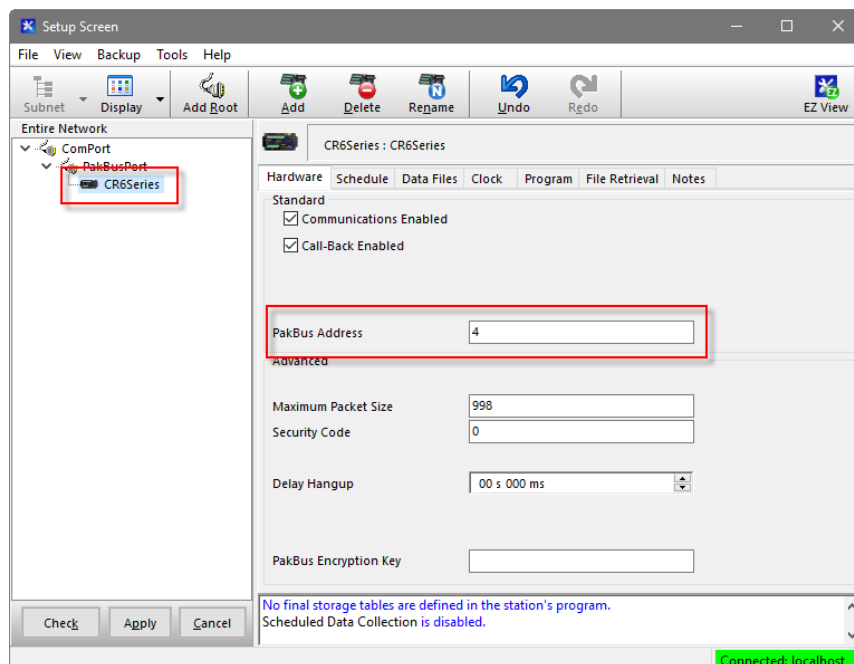 Setup Screen
File View Backup Tools Help
Subnet Display Add Root Add Delete Rename Undo Redo EZ View
Entire Network
ComPort
PakBusPort
CR6Series
CR6Series : CR6Series
Hardware Schedule Data Files Clock Program File Retrieval Notes
Standard
Communications Enabled
Call-Back Enabled
PakBus Address 4
Advanced
Maximum Packet Size 998
Security Code 0
Delay Hangup 00 s 000 ms
PakBus Encryption Key
No final storage tables are defined in the station's program.
Scheduled Data Collection is disabled.
Check Apply Cancel
Connected: localhost